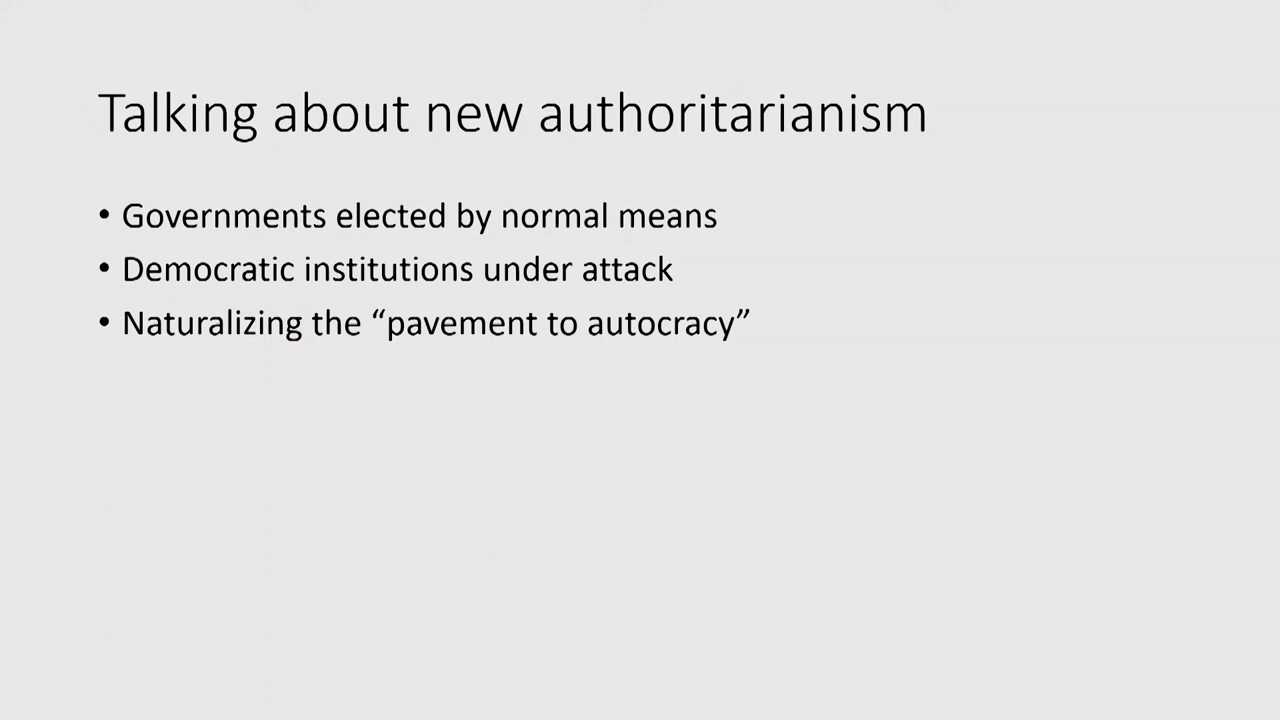 Talking about new authoritarianism
• Governments elected by normal means
• Democratic institutions under attack
• Naturalizing the “pavement to autocracy”